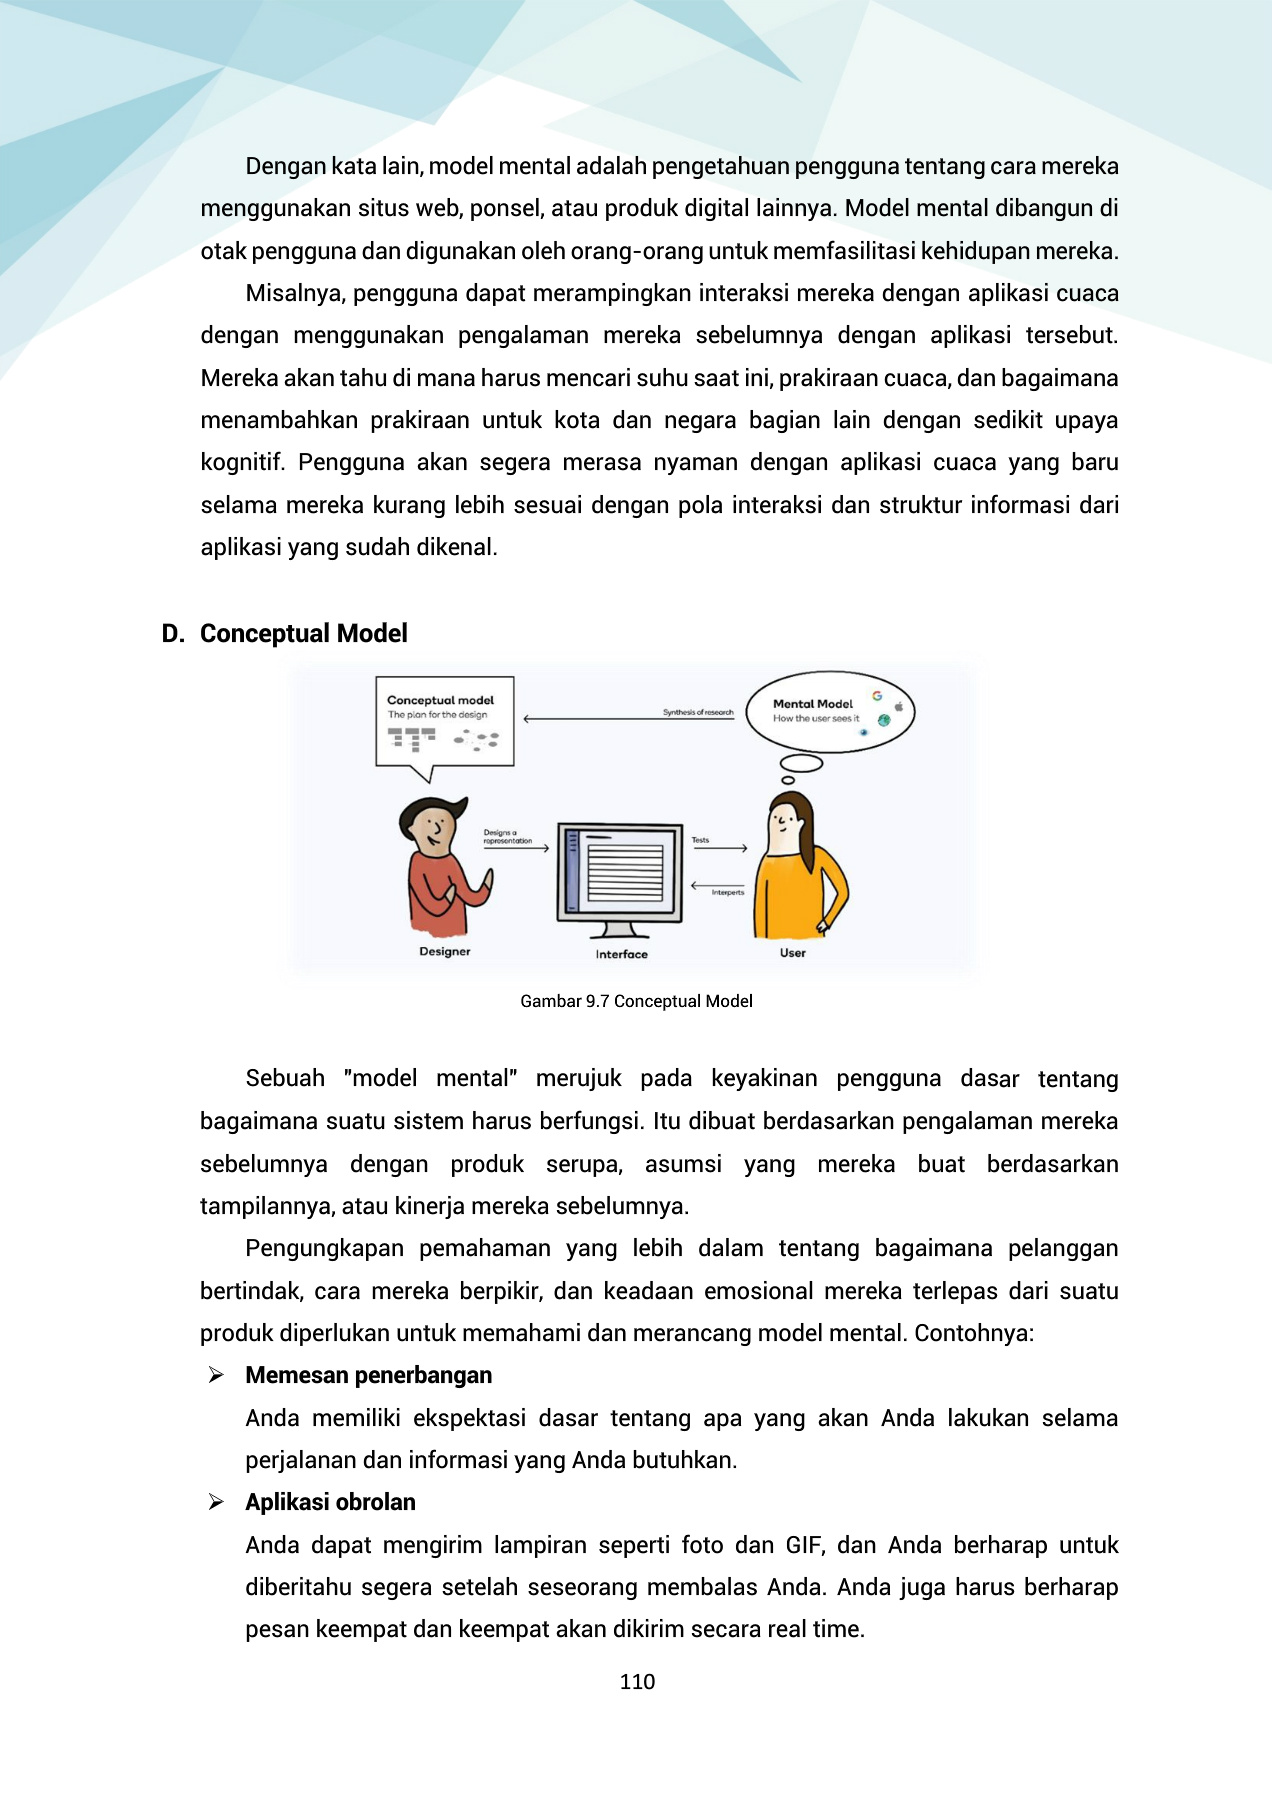 Dengan kata lain, model mental adalah pengetahuan pengguna tentang cara mereka
menggunakan situs web, ponsel, atau produk digital lainnya. Model mental dibangun di
otak pengguna dan digunakan oleh orang-orang untuk memfasilitasi kehidupan mereka.
Misalnya, pengguna dapat merampingkan interaksi mereka dengan aplikasi cuaca
dengan menggunakan pengalaman mereka sebelumnya dengan aplikasi tersebut.
Mereka akan tahu di mana harus mencari suhu saat ini, prakiraan cuaca, dan bagaimana
menambahkan prakiraan untuk kota dan negara bagian lain dengan sedikit upaya
kognitif. Pengguna akan segera merasa nyaman dengan aplikasi cuaca yang baru
selama mereka kurang lebih sesuai dengan pola interaksi dan struktur informasi dari
aplikasi yang sudah dikenal.
D. Conceptual Model
Conceptual model
The plan for the design
Synthesis of research
Mental Model
How the user sees it
Designs a
representation
Tests
Interperts
Designer
Interface
User
Gambar 9.7 Conceptual Model
Sebuah "model mental" merujuk pada keyakinan pengguna dasar tentang
bagaimana suatu sistem harus berfungsi. Itu dibuat berdasarkan pengalaman mereka
sebelumnya dengan produk serupa, asumsi yang mereka buat berdasarkan
tampilannya, atau kinerja mereka sebelumnya.
Pengungkapan pemahaman yang lebih dalam tentang bagaimana pelanggan
bertindak, cara mereka berpikir, dan keadaan emosional mereka terlepas dari suatu
produk diperlukan untuk memahami dan merancang model mental. Contohnya:
➢ Memesan penerbangan
Anda memiliki ekspektasi dasar tentang apa yang akan Anda lakukan selama
perjalanan dan informasi yang Anda butuhkan.
➢ Aplikasi obrolan
Anda dapat mengirim lampiran seperti foto dan GIF, dan Anda berharap untuk
diberitahu segera setelah seseorang membalas Anda. Anda juga harus berharap
pesan keempat dan keempat akan dikirim secara real time.
110